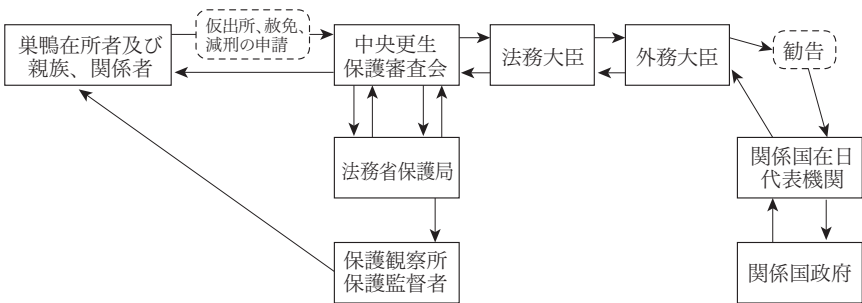 巣鴨在所者及び
親族、関係者
仮出所、赦免、
減刑の申請
中央更生
保護審査会
法務大臣
外務大臣
勧告
法務省保護局
関係国在日
代表機関
保護観察所
保護監督者
関係国政府